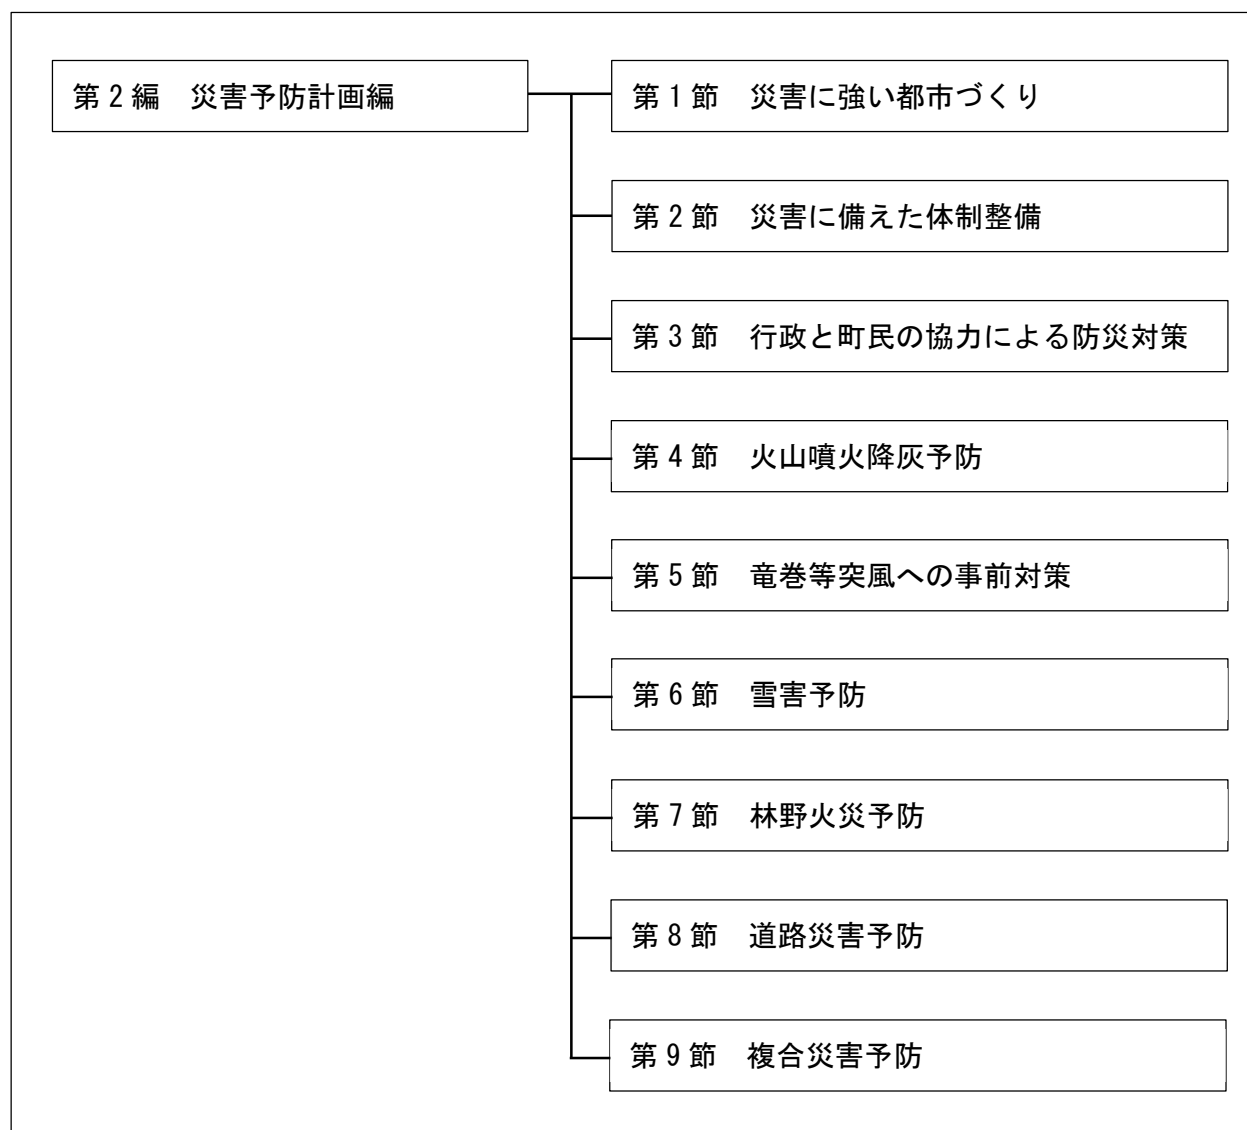 第２編　災害予防計画編
第１節　災害に強い都市づくり
第２節　災害に備えた体制整備
第３節　行政と町民の協力による防災対策
第４節　火山噴火降灰予防
第５節　竜巻等突風への事前対策
第６節　雪害予防
第７節　林野火災予防
第８節　道路災害予防
第９節　複合災害予防